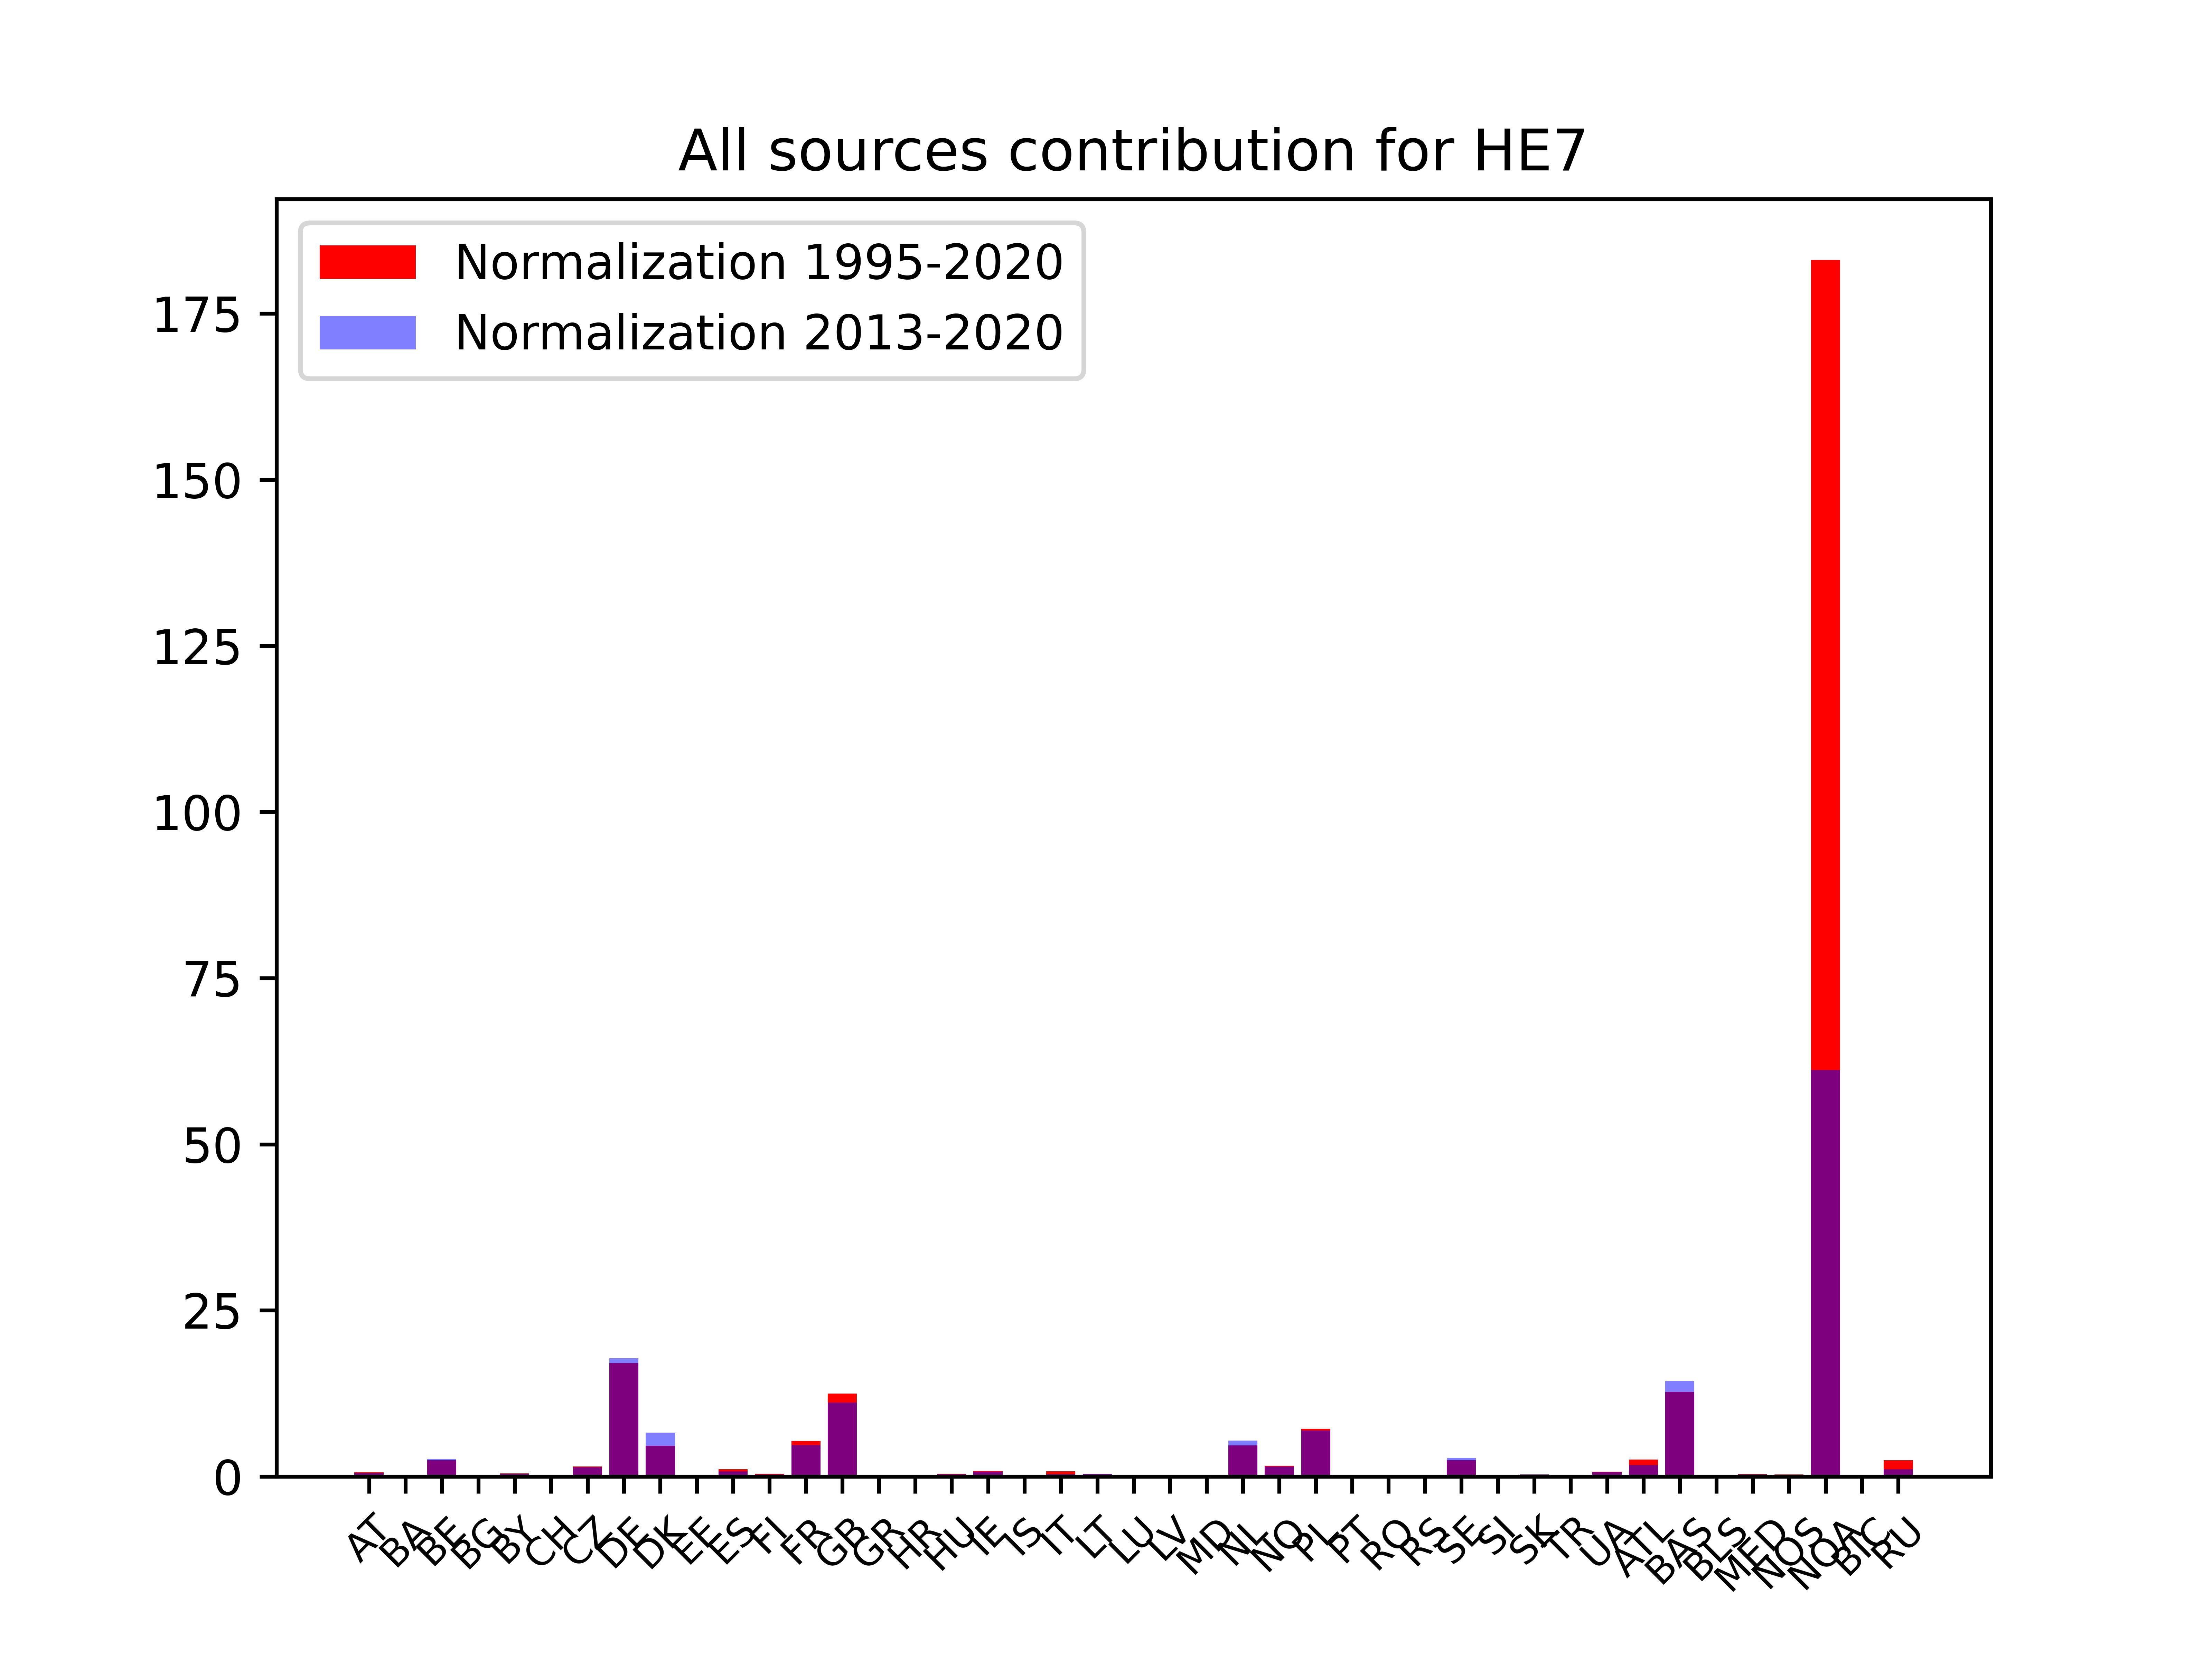 All sources contribution for HE7
Normalization 1995-2020
Normalization 2013-2020
175
150
125
100
75
50
25
0
AT
BA
BE
BG
BY
CH
CZ
DE
DK
EE
ES
FI
FR
GB
GR
HR
HU
IE
IS
IT
LT
LU
LV
MD
NL
NO
PL
PT
RO
RS
SE
SI
SK
TR
UA
ATL
BAS
BLS
MED
NOS
NOA
BIC
RU